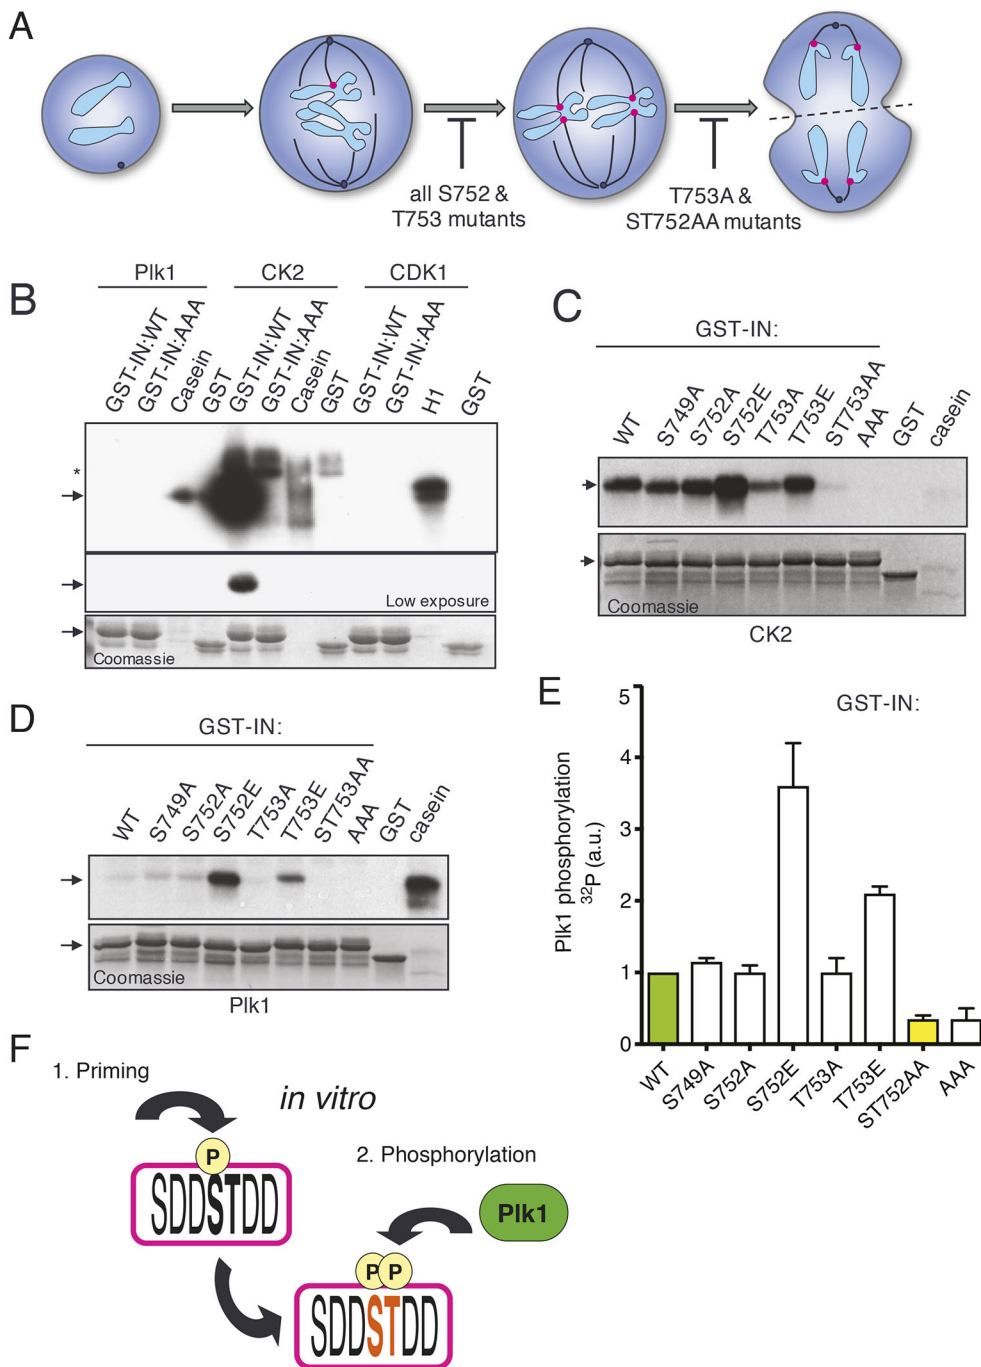 A
all S752 &
T753 mutants
T753A &
ST752AA mutants
B
Plk1 CK2 CDK1
GST-IN:WT
GST-IN:AAA
Casein
GST
GST-IN:WT
GST-IN:AAA
Casein
GST
GST-IN:WT
GST-IN:AAA
H1
GST
*
Low exposure
Coomassie
C
GST-IN:
WT
S749A
S752A
S752E
T753A
T753E
ST753AA
AAA
GST
casein
Coomassie
CK2
D
GST-IN:
WT
S749A
S752A
S752E
T753A
T753E
ST753AA
AAA
GST
casein
Coomassie
Plk1
E
GST-IN:
Plk1 phosphorylation
32P (a.u.)
5
4
3
2
1
0
WT
S749A
S752A
S752E
T753A
T753E
ST752AA
AAA
F
1. Priming
in vitro
P
SDDSTDD
2. Phosphorylation
Plk1
P P
SDDSTDD